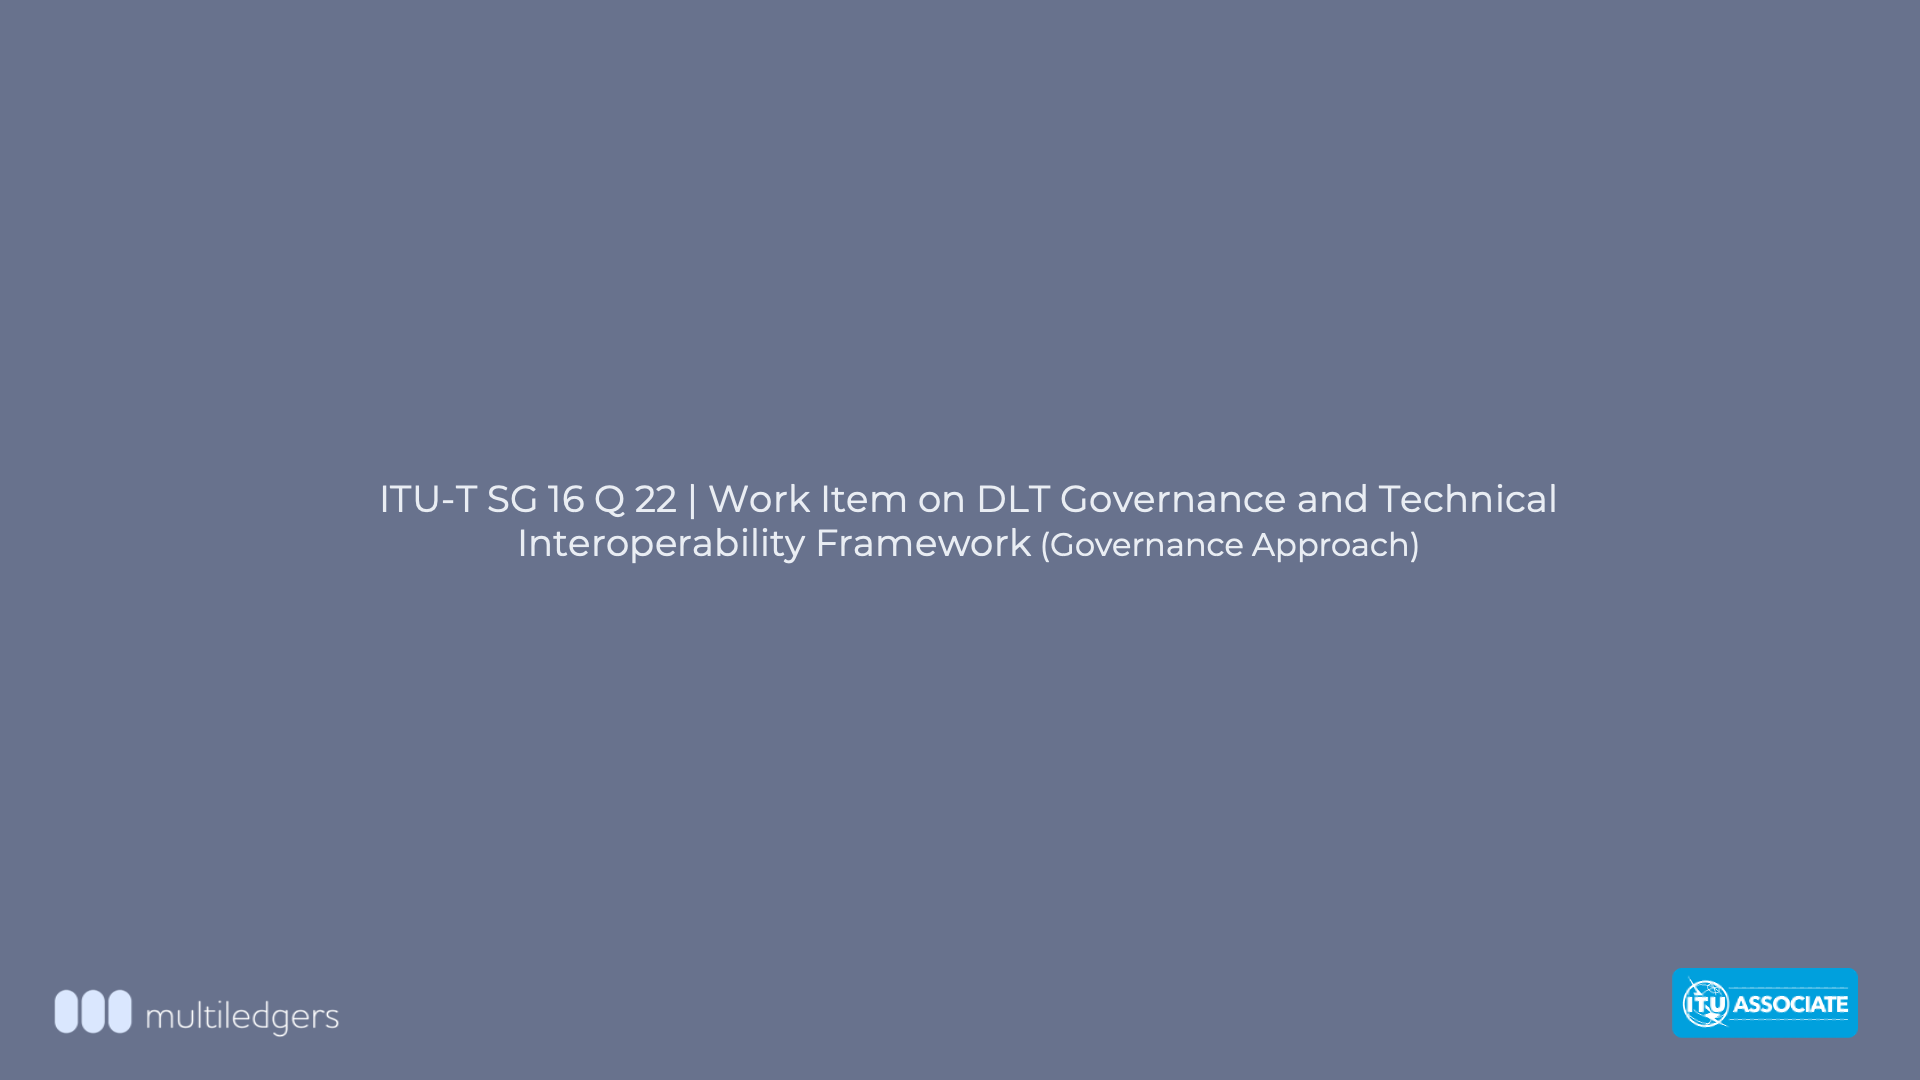 ITU-T SG 16 Q 22 | Work Item on DLT Governance and Technical
Interoperability Framework (Governance Approach)
multiledgers
ITU ASSOCIATE